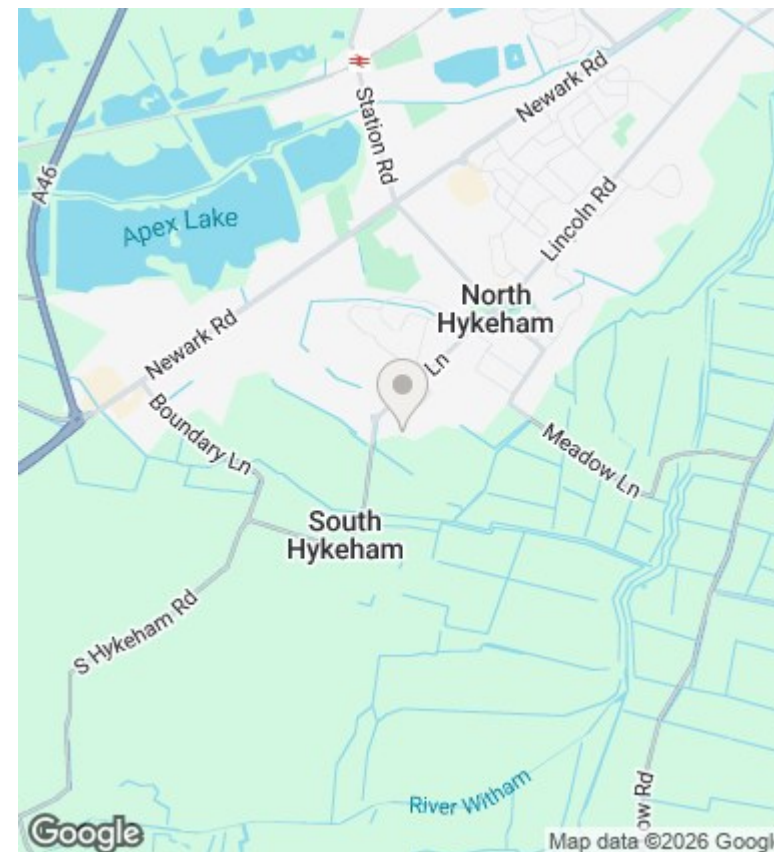 Newark Rd
Station Rd
A46
Apex Lake
Lincoln Rd
North
Hykeham
Newark Rd
Ln
Boundary Ln
Meadow Ln
South
Hykeham
S Hykeham Rd
River Witham
ow Rd
Google
Map data ©2026 Googl